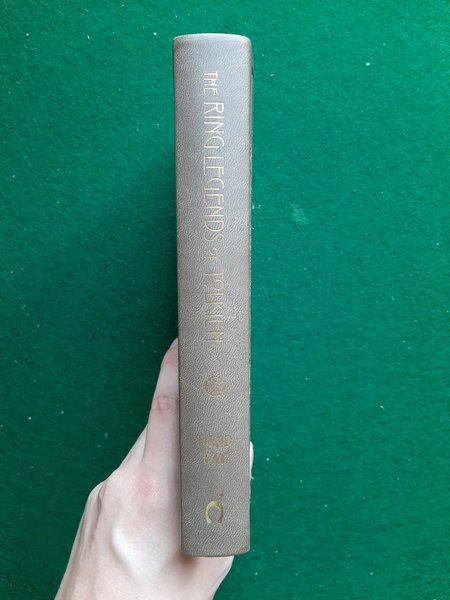 THE RING LEGENDS OF TOLKIEN
DAVID
DAY
C